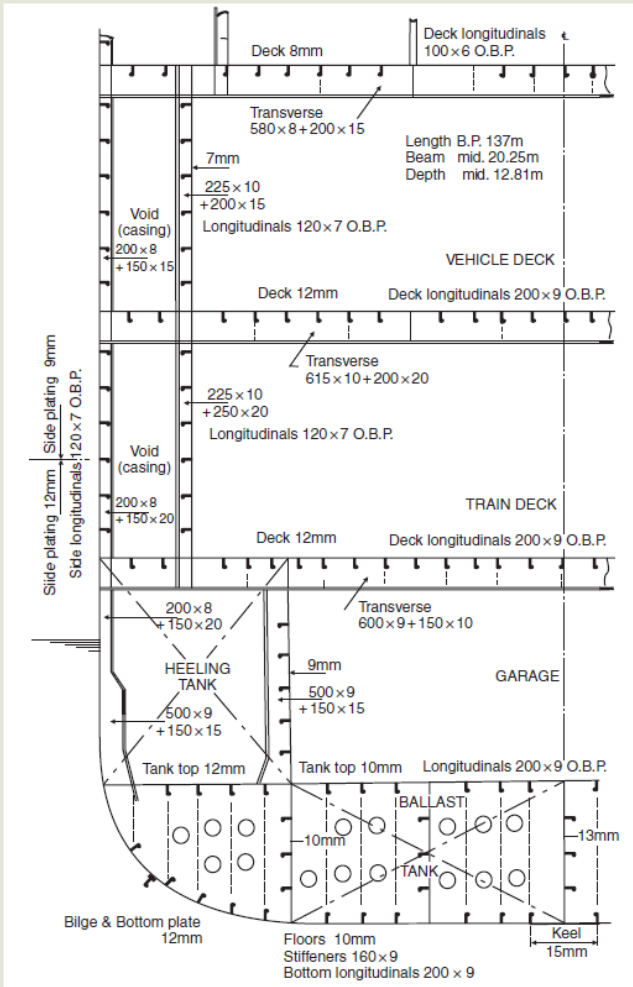 Deck longitudinals
100×6 O.B.P.
℄
Deck 8mm
Transverse
580×8+200×15
Length B.P. 137m
Beam mid. 20.25m
Depth mid. 12.81m
7mm
225×10
+200×15
Longitudinals 120×7 O.B.P.
Void
(casing)
200×8
+150×15
VEHICLE DECK
Deck 12mm
Deck longitudinals 200×9 O.B.P.
Transverse
615×10+200×20
Side plating 9mm
Siide plating 12mm
Side longitudinals 120×7 O.B.P.
225×10
+250×20
Longitudinals 120×7 O.B.P.
Void
(casing)
200×8
+150×20
TRAIN DECK
Deck 12mm
Deck longitudinals 200×9 O.B.P.
Transverse
600×9+150×10
200×8
+150×20
HEELING
TANK
9mm
500×9
+150×15
GARAGE
500×9
+150×15
Tank top 12mm
Tank top 10mm
Longitudinals 200×9 O.B.P.
BALLAST
10mm
13mm
TANK
Bilge & Bottom plate
12mm
Floors 10mm
Stiffeners 160×9
Bottom longitudinals 200 × 9
Keel
15mm